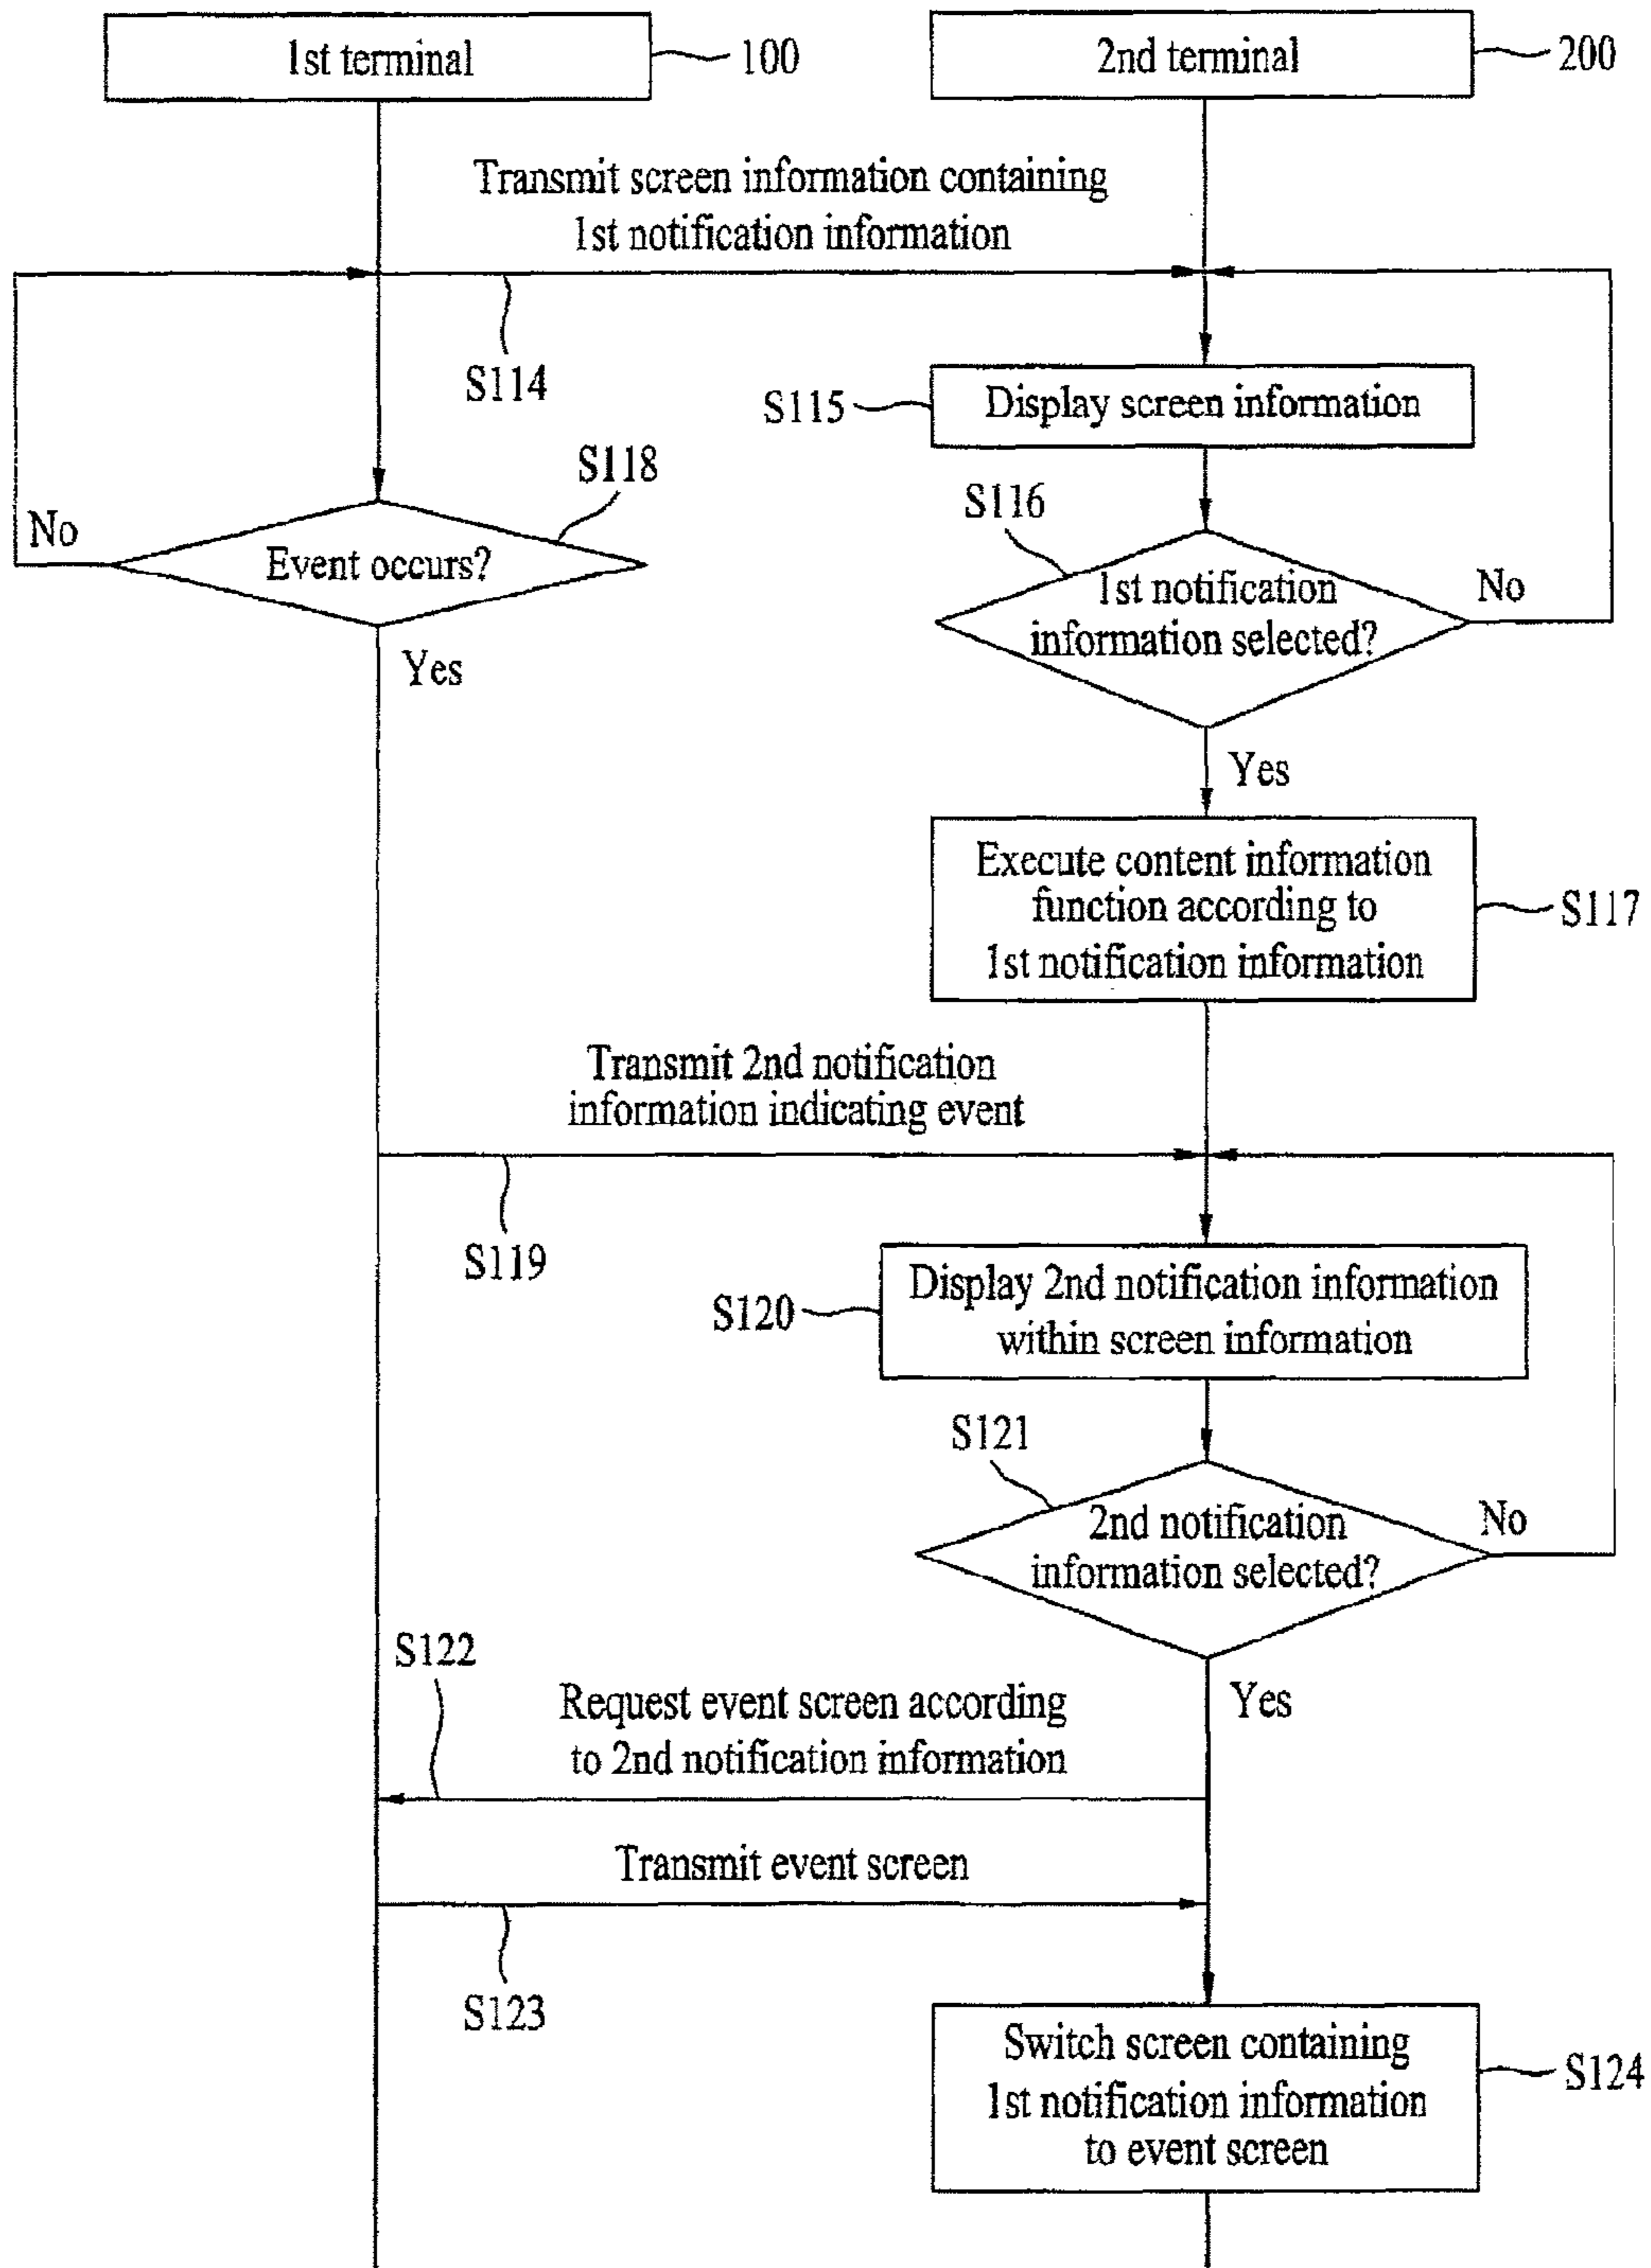 1st terminal
100
2nd terminal
200
Transmit screen information containing
1st notification information
S114
S115
Display screen information
S118
S116
No
Event occurs?
1st notification
information selected?
No
Yes
Yes
Execute content information
function according to
1st notification information
S117
Transmit 2nd notification
information indicating event
S119
S120
Display 2nd notification information
within screen information
S121
2nd notification
information selected?
No
S122
Request event screen according
to 2nd notification information
Yes
Transmit event screen
S123
Switch screen containing
1st notification information
to event screen
S124